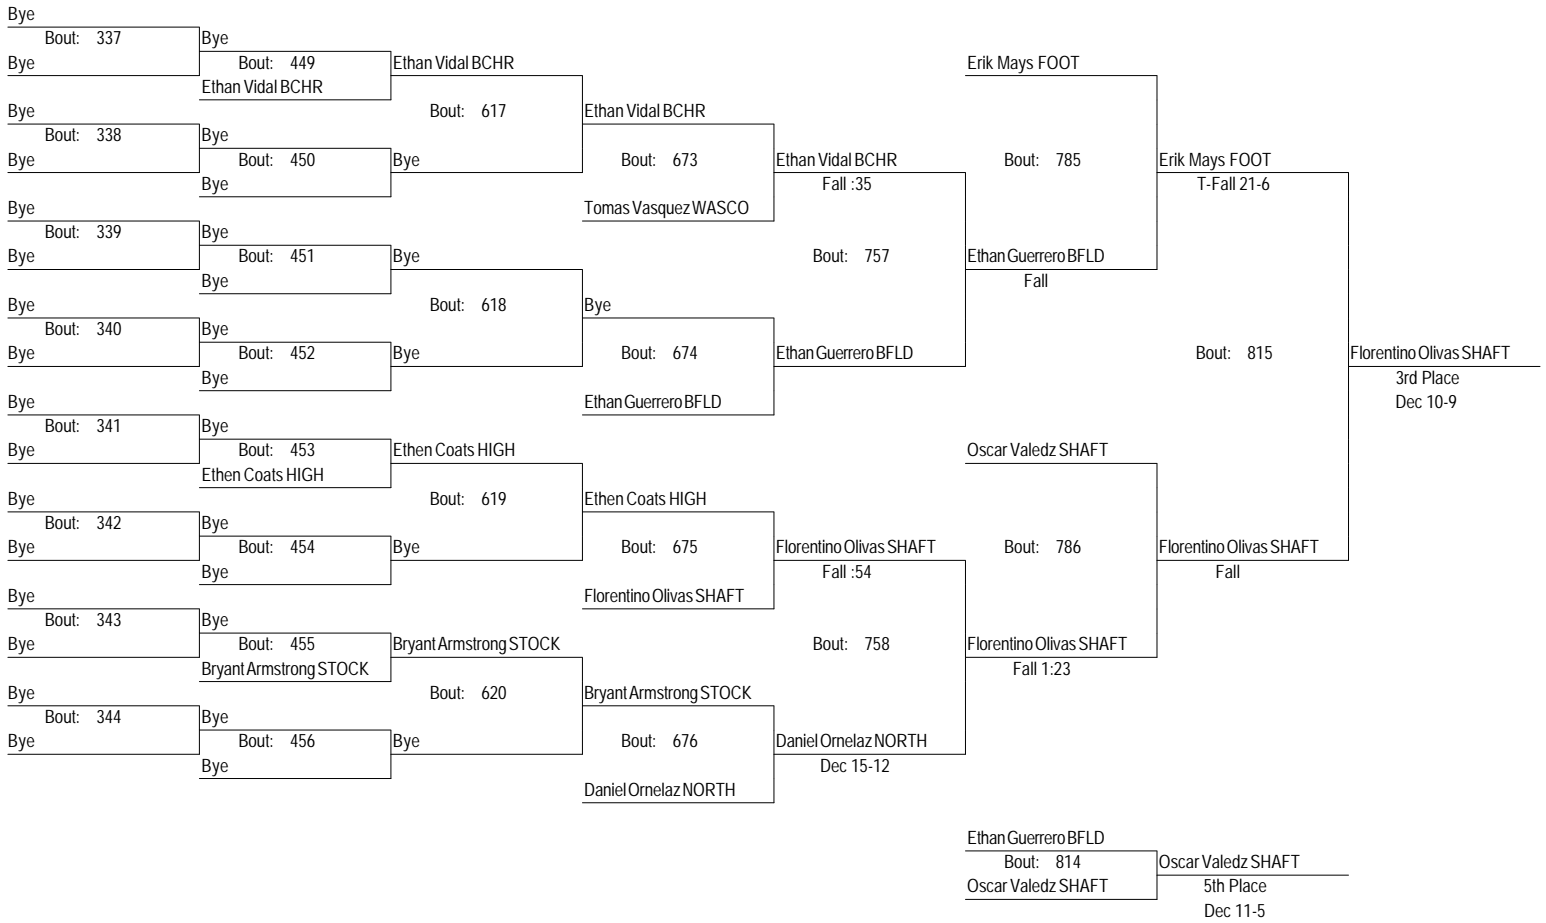 Bye
Bout: 337
Bye
Bye
Bout: 449
Ethan Vidal BCHR
Ethan Vidal BCHR
Bye
Bout: 338
Bye
Bye
Bout: 450
Bye
Bout: 617
Bye
Ethan Vidal BCHR
Bout: 673
Tomas Vasquez WASCO
Ethan Vidal BCHR
Fall :35
Bye
Bout: 339
Bye
Bye
Bout: 451
Bye
Bye
Bout: 618
Bye
Bout: 340
Bye
Bye
Bout: 452
Bye
Bye
Bye
Bout: 674
Ethan Guerrero BFLD
Ethan Guerrero BFLD
Bout: 757
Erik Mays FOOT
Bout: 785
Ethan Guerrero BFLD
Fall
Erik Mays FOOT
T-Fall 21-6
Bye
Bout: 341
Bye
Bye
Bout: 453
Ethen Coats HIGH
Ethen Coats HIGH
Bout: 619
Bye
Bout: 342
Bye
Bye
Bout: 454
Bye
Bye
Ethen Coats HIGH
Bout: 675
Florentino Olivas SHAFT
Florentino Olivas SHAFT
Fall :54
Bye
Bout: 343
Bye
Bye
Bout: 455
Bryant Armstrong STOCK
Bryant Armstrong STOCK
Bout: 620
Bye
Bout: 344
Bye
Bye
Bout: 456
Bye
Bye
Bryant Armstrong STOCK
Bout: 676
Daniel Ornelaz NORTH
Daniel Ornelaz NORTH
Dec 15-12
Bout: 758
Oscar Valedz SHAFT
Bout: 786
Florentino Olivas SHAFT
Fall 1:23
Florentino Olivas SHAFT
Fall
Bout: 815
Florentino Olivas SHAFT
3rd Place
Dec 10-9
Ethan Guerrero BFLD
Bout: 814
Oscar Valedz SHAFT
Oscar Valedz SHAFT
5th Place
Dec 11-5